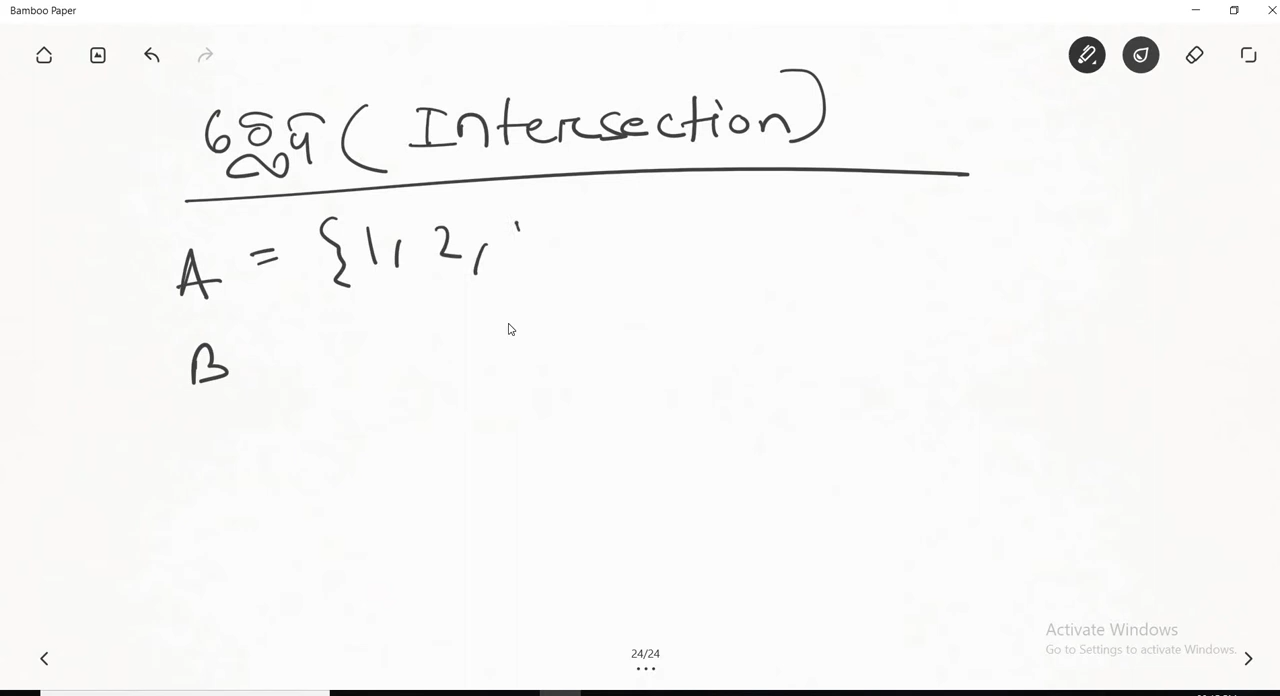 Bamboo Paper
ଛେଦ (Intersection)
A = {1, 2,
B
Activate Windows
Go to Settings to activate Windows.
24/24